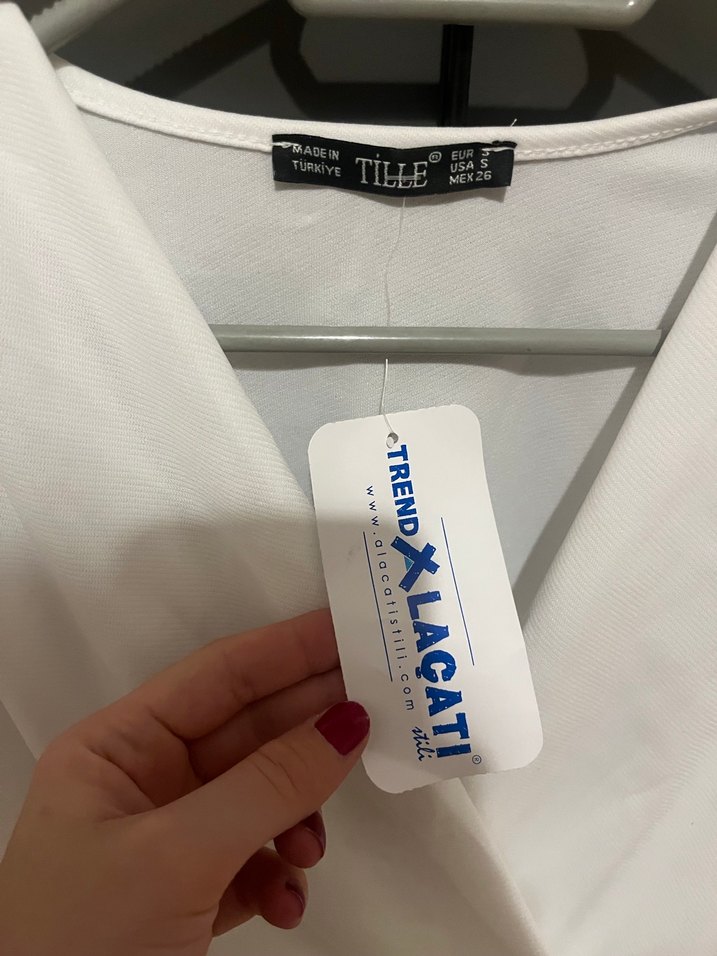 MADE IN
TÜRKİYE
TİLLE®
EUR S
USA S
MEX 26
TREND
ALAÇATI
stili®
www.alacatistili.com